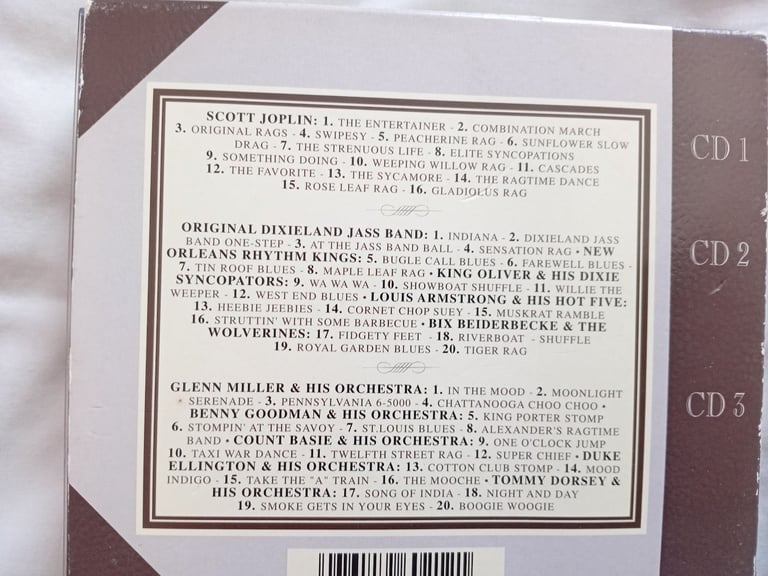 SCOTT JOPLIN: 1. THE ENTERTAINER - 2. COMBINATION MARCH
3. ORIGINAL RAGS - 4. SWIPESY - 5. PEACHERINE RAG - 6. SUNFLOWER SLOW
DRAG - 7. THE STRENUOUS LIFE - 8. ELITE SYNCOPATIONS
9. SOMETHING DOING - 10. WEEPING WILLOW RAG - 11. CASCADES
12. THE FAVORITE - 13. THE SYCAMORE - 14. THE RAGTIME DANCE
15. ROSE LEAF RAG - 16. GLADIOLUS RAG
CD 1
ORIGINAL DIXIELAND JASS BAND: 1. INDIANA - 2. DIXIELAND JASS
BAND ONE-STEP - 3. AT THE JASS BAND BALL - 4. SENSATION RAG • NEW
ORLEANS RHYTHM KINGS: 5. BUGLE CALL BLUES - 6. FAREWELL BLUES -
7. TIN ROOF BLUES - 8. MAPLE LEAF RAG • KING OLIVER & HIS DIXIE
SYNCOPATORS: 9. WA WA WA - 10. SHOWBOAT SHUFFLE - 11. WILLIE THE
WEEPER - 12. WEST END BLUES • LOUIS ARMSTRONG & HIS HOT FIVE:
13. HEEBIE JEEBIES - 14. CORNET CHOP SUEY - 15. MUSKRAT RAMBLE
16. STRUTTIN' WITH SOME BARBECUE • BIX BEIDERBECKE & THE
WOLVERINES: 17. FIDGETY FEET - 18. RIVERBOAT - SHUFFLE
19. ROYAL GARDEN BLUES - 20. TIGER RAG
CD 2
GLENN MILLER & HIS ORCHESTRA: 1. IN THE MOOD - 2. MOONLIGHT
SERENADE - 3. PENNSYLVANIA 6-5000 - 4. CHATTANOOGA CHOO CHOO •
BENNY GOODMAN & HIS ORCHESTRA: 5. KING PORTER STOMP
6. STOMPIN' AT THE SAVOY - 7. ST.LOUIS BLUES - 8. ALEXANDER'S RAGTIME
BAND • COUNT BASIE & HIS ORCHESTRA: 9. ONE O'CLOCK JUMP
10. TAXI WAR DANCE - 11. TWELFTH STREET RAG - 12. SUPER CHIEF • DUKE
ELLINGTON & HIS ORCHESTRA: 13. COTTON CLUB STOMP - 14. MOOD
INDIGO - 15. TAKE THE "A" TRAIN - 16. THE MOOCHE • TOMMY DORSEY &
HIS ORCHESTRA: 17. SONG OF INDIA - 18. NIGHT AND DAY
19. SMOKE GETS IN YOUR EYES - 20. BOOGIE WOOGIE
CD 3